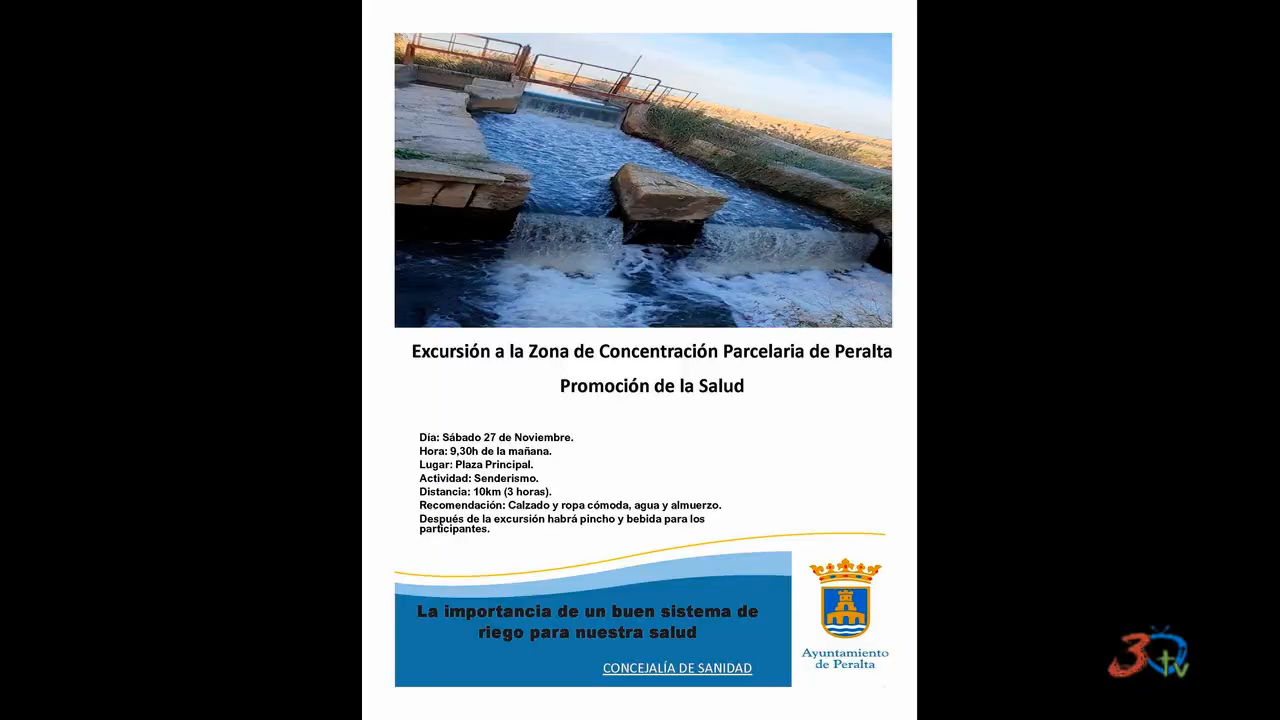 Excursión a la Zona de Concentración Parcelaria de Peralta
Promoción de la Salud
Día: Sábado 27 de Noviembre.
Hora: 9,30h de la mañana.
Lugar: Plaza Principal.
Actividad: Senderismo.
Distancia: 10km (3 horas).
Recomendación: Calzado y ropa cómoda, agua y almuerzo.
Después de la excursión habrá pincho y bebida para los
participantes.
La importancia de un buen sistema de
riego para nuestra salud
CONCEJALÍA DE SANIDAD
Ayuntamiento
de Peralta
3 tv